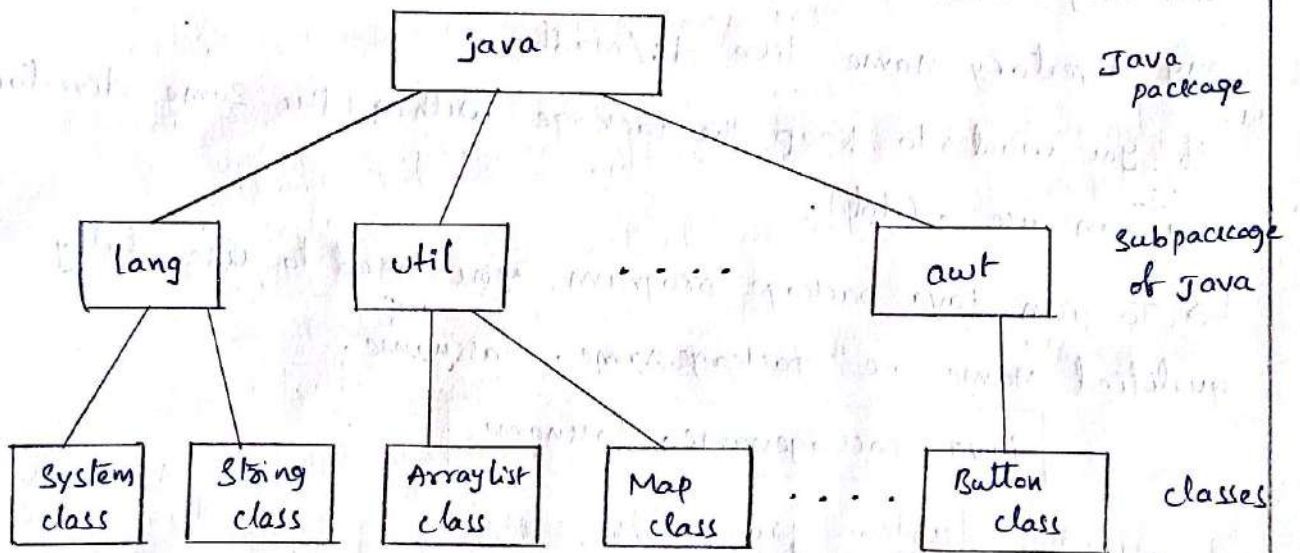 java
Java
package
lang
util
. . . .
awt
Subpackage
of Java
System
class
String
class
Arraylist
class
Map
class
. . . .
Button
class
classes